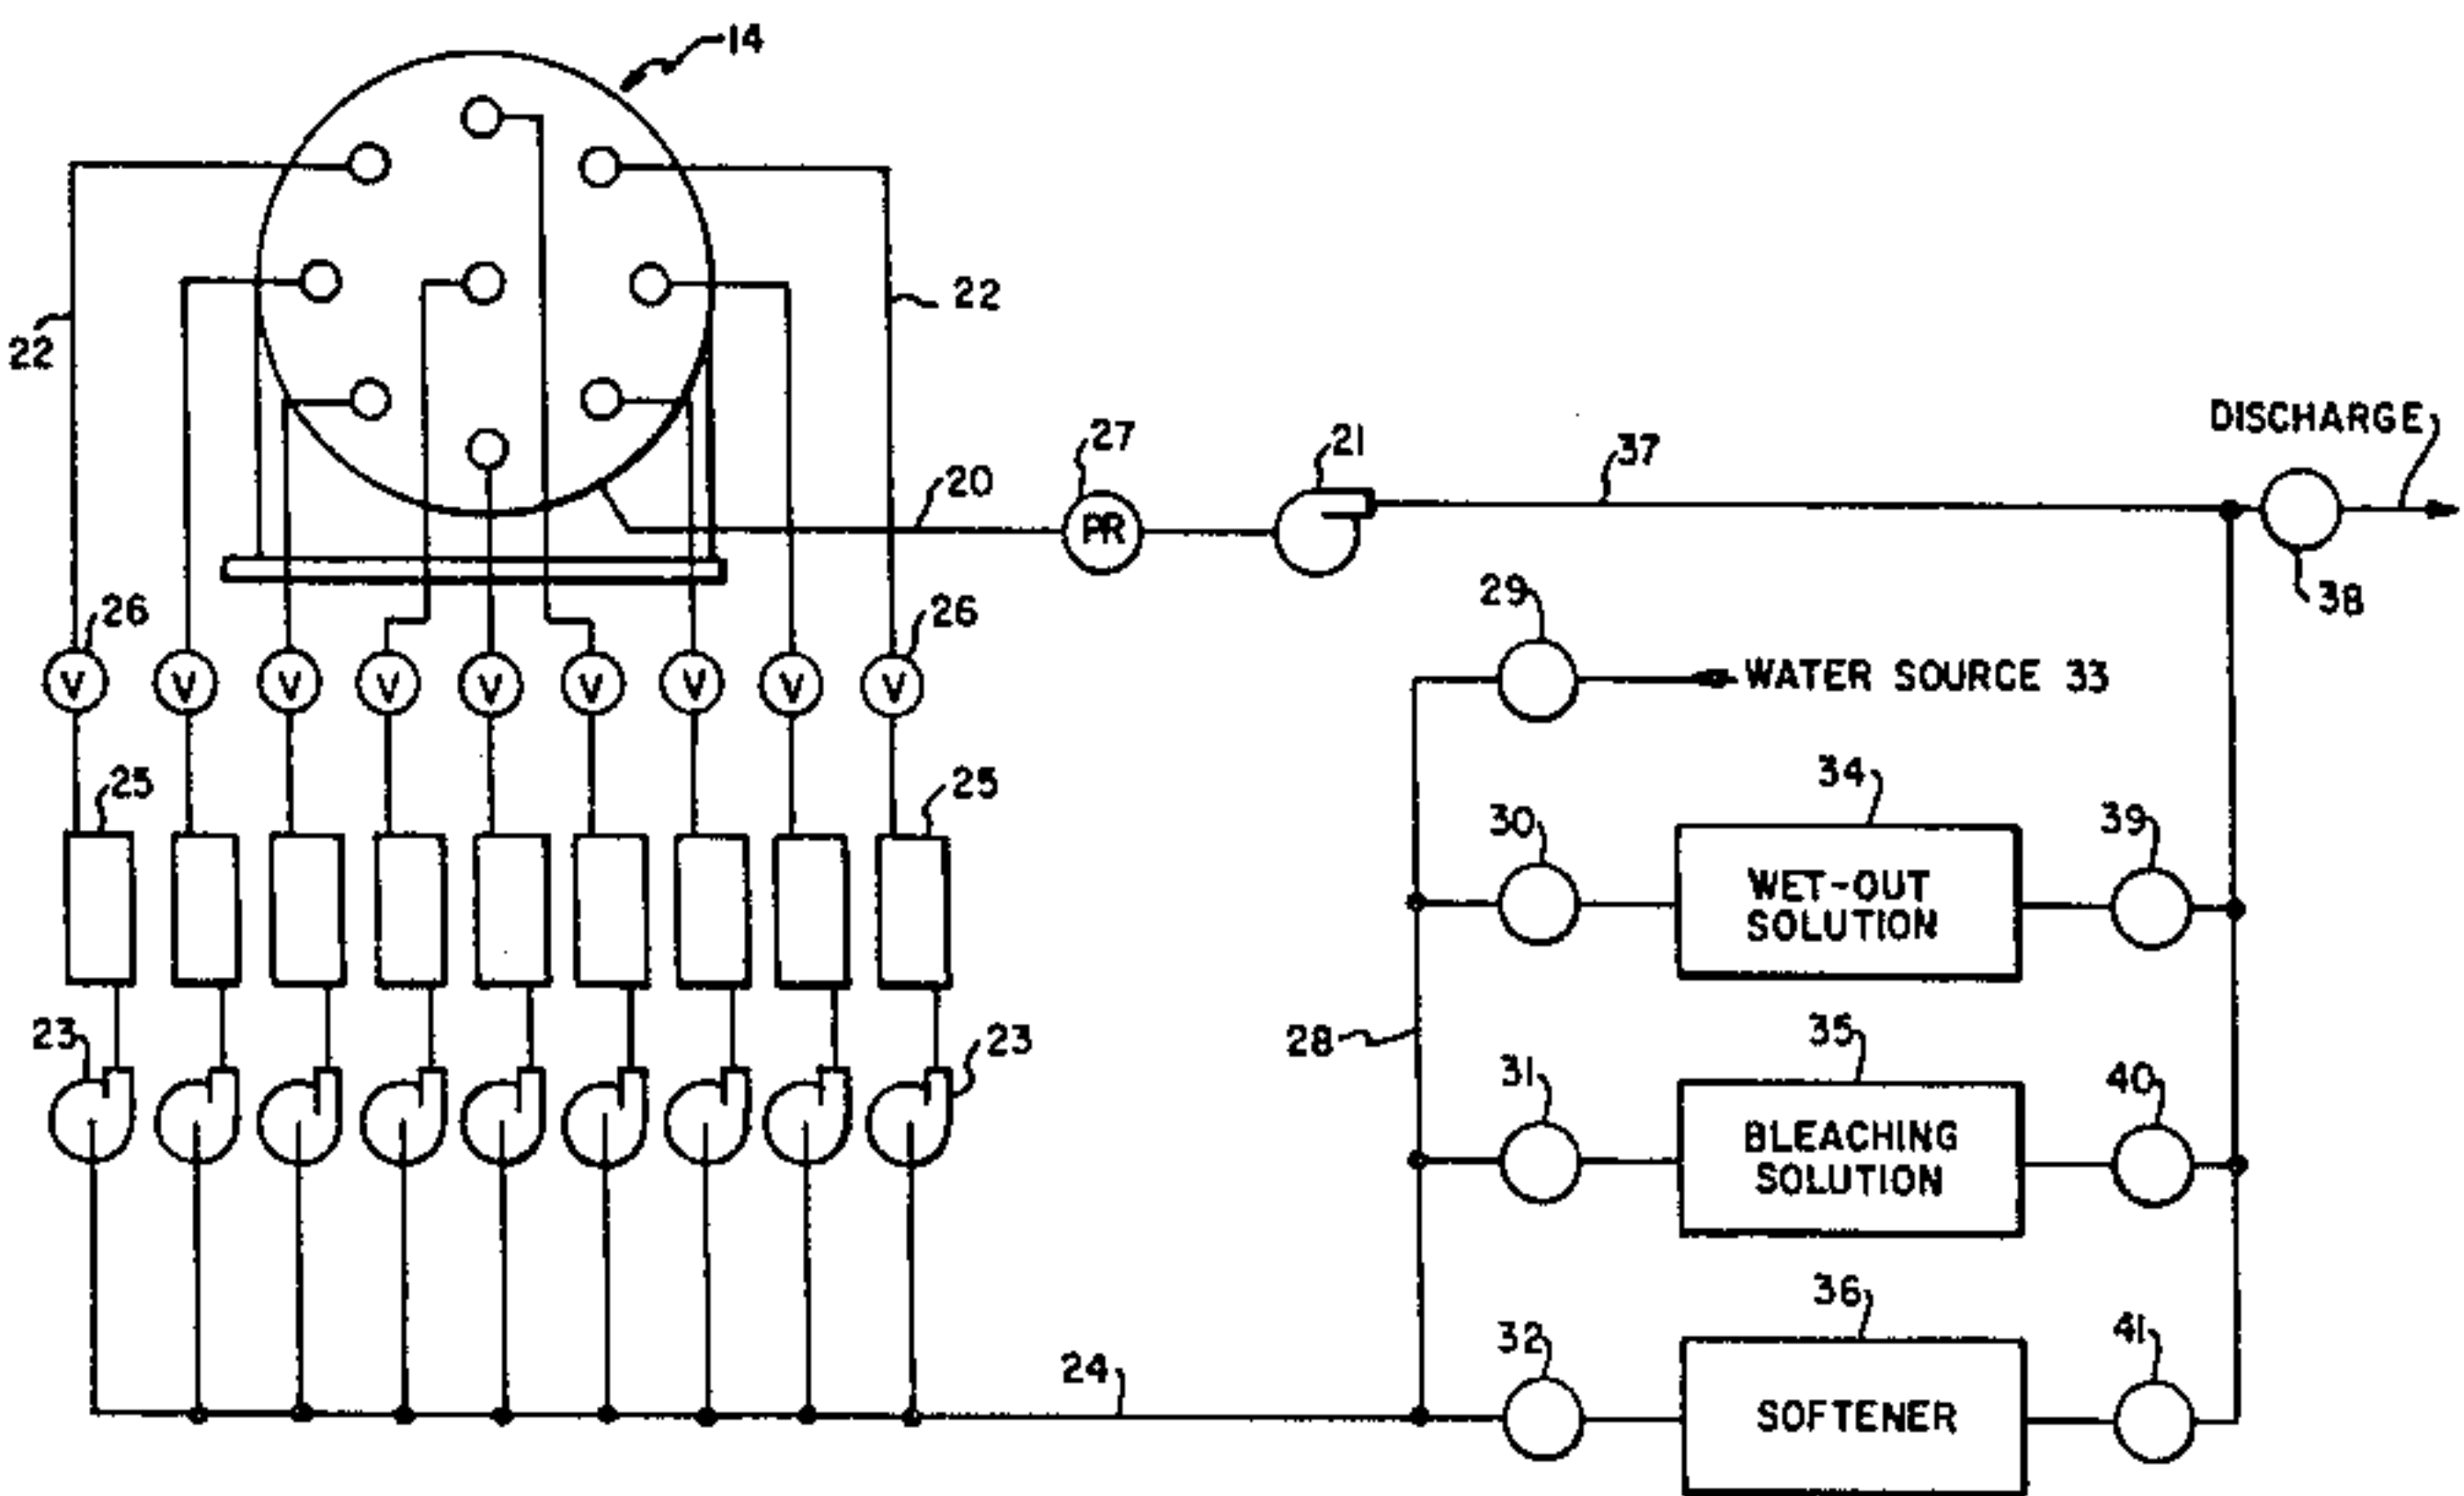 14
22
22
27
21
37
DISCHARGE
20
PR
38
29
WATER SOURCE 33
26
26
V V V V V V V V V
34
25
25
30
39
WET-OUT
SOLUTION
35
28
31
40
23
23
BLEACHING
SOLUTION
36
32
41
24
SOFTENER